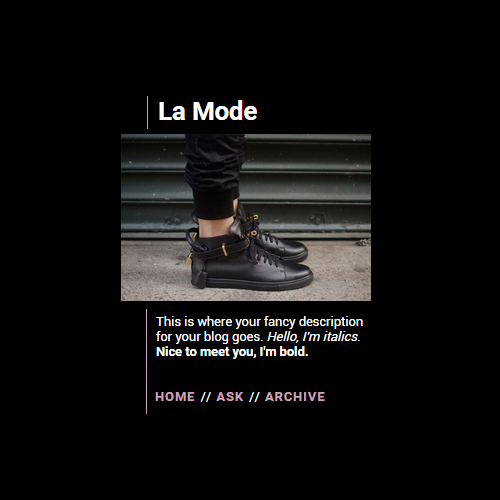 La Mode
This is where your fancy description
for your blog goes. Hello, I'm italics.
Nice to meet you, I'm bold.
HOME // ASK // ARCHIVE